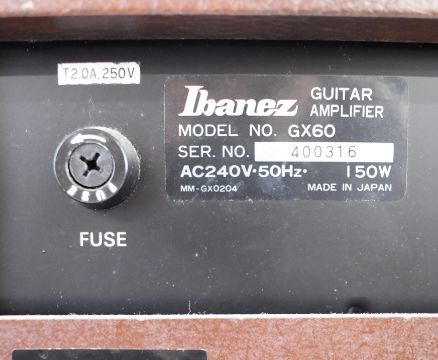 T2.0A,250V
Ibanez GUITAR AMPLIFIER
MODEL NO. GX60
SER. NO. 400316
AC240V·50Hz· 150W
MM-GX0204 MADE IN JAPAN
FUSE
FUSE